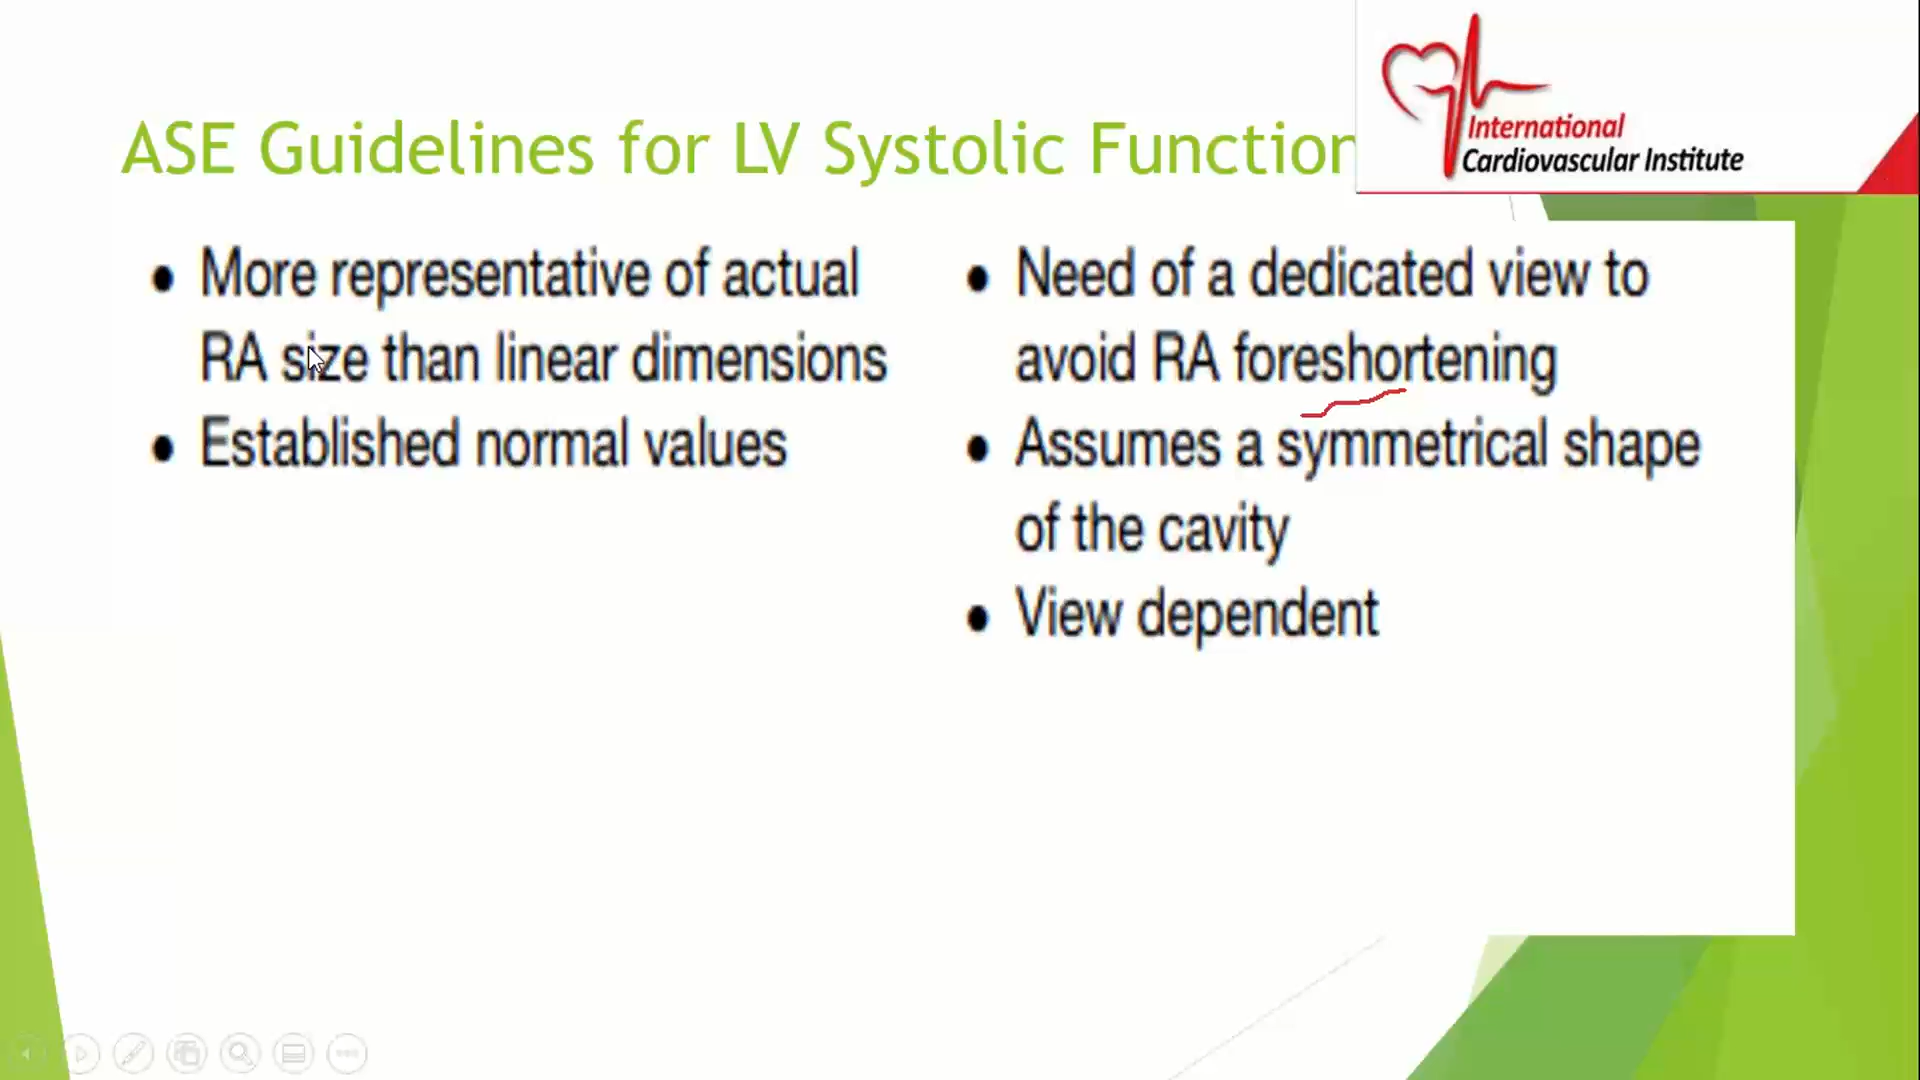 ASE Guidelines for LV Systolic Function
International
Cardiovascular Institute
• More representative of actual
RA size than linear dimensions
• Established normal values
• Need of a dedicated view to
avoid RA foreshortening
• Assumes a symmetrical shape
of the cavity
• View dependent